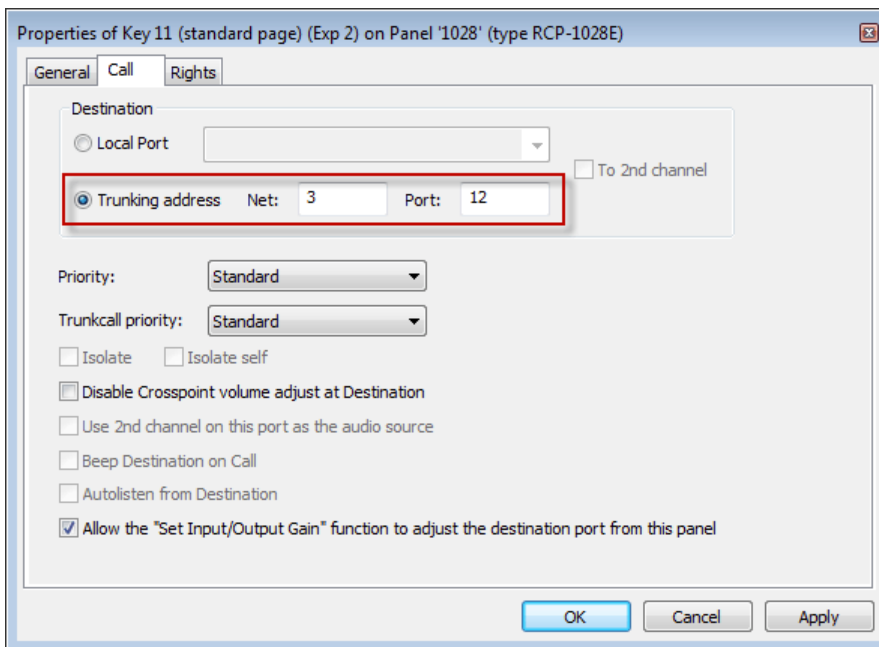 Properties of Key 11 (standard page) (Exp 2) on Panel '1028' (type RCP-1028E)
General Call Rights
Destination
Local Port
To 2nd channel
Trunking address Net: 3 Port: 12
Priority: Standard
Trunkcall priority: Standard
Isolate Isolate self
Disable Crosspoint volume adjust at Destination
Use 2nd channel on this port as the audio source
Beep Destination on Call
Autolisten from Destination
Allow the "Set Input/Output Gain" function to adjust the destination port from this panel
OK Cancel Apply